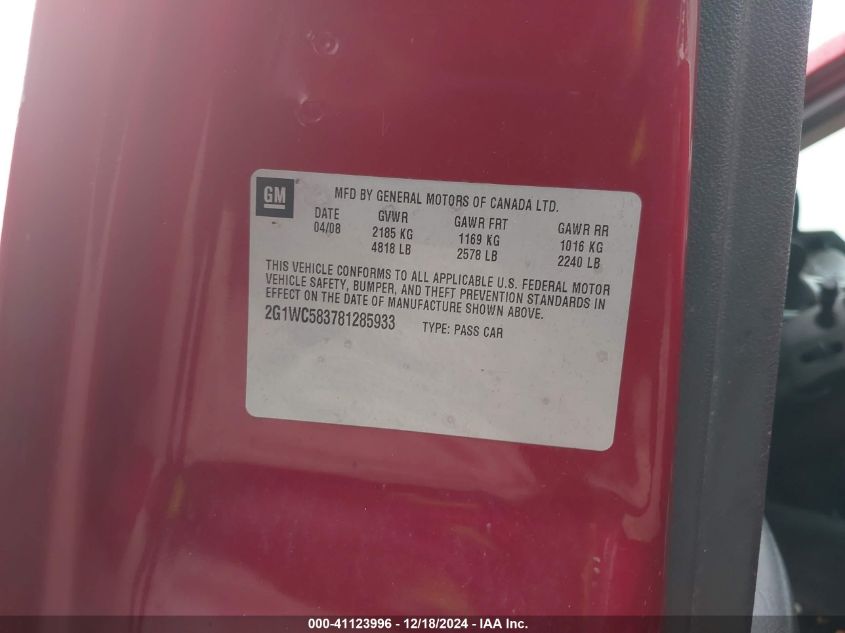 GM
MFD BY GENERAL MOTORS OF CANADA LTD.
DATE GVWR GAWR FRT GAWR RR
04/08 2185 KG 1169 KG 1016 KG
4818 LB 2578 LB 2240 LB
THIS VEHICLE CONFORMS TO ALL APPLICABLE U.S. FEDERAL MOTOR
VEHICLE SAFETY, BUMPER, AND THEFT PREVENTION STANDARDS IN
EFFECT ON THE DATE OF MANUFACTURE SHOWN ABOVE.
2G1WC583781285933 TYPE: PASS CAR
000-41123996 - 12/18/2024 - IAA Inc.